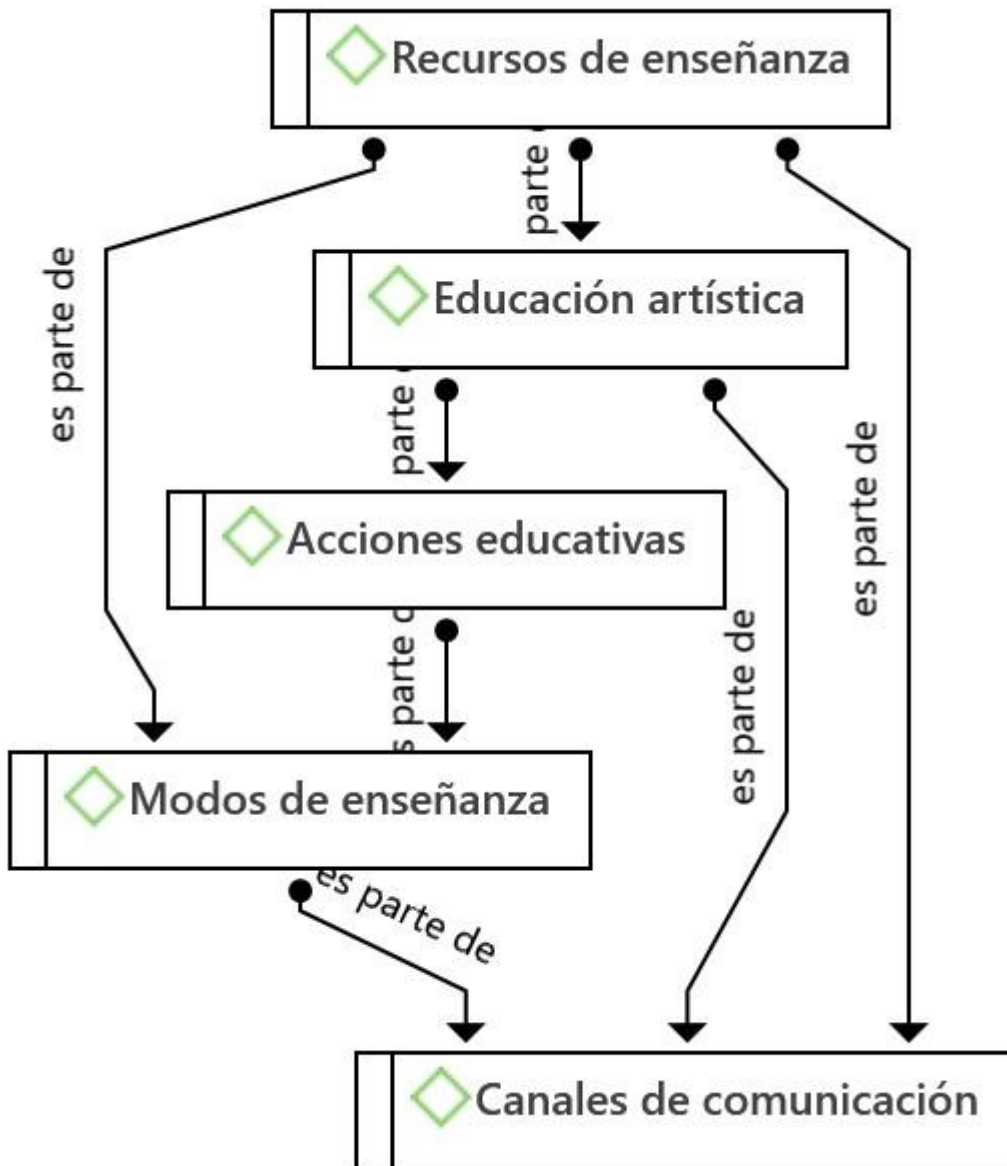 Recursos de enseñanza
parte
es parte de
Educación artística
parte
es parte de
Acciones educativas
parte
es parte de
Modos de enseñanza
es parte de
Canales de comunicación